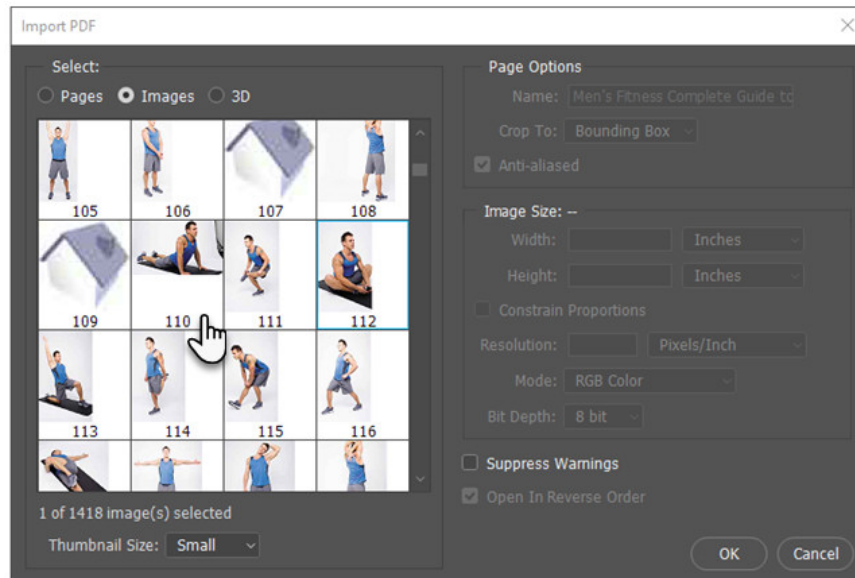 Import PDF
Select:
Pages Images 3D
105 106 107 108
109 110 111 112
113 114 115 116
1 of 1418 image(s) selected
Thumbnail Size: Small
Page Options
Name: Men's Fitness Complete Guide to
Crop To: Bounding Box
Anti-aliased
Image Size: --
Width: Inches
Height: Inches
Constrain Proportions
Resolution: Pixels/Inch
Mode: RGB Color
Bit Depth: 8 bit
Suppress Warnings
Open In Reverse Order
OK Cancel